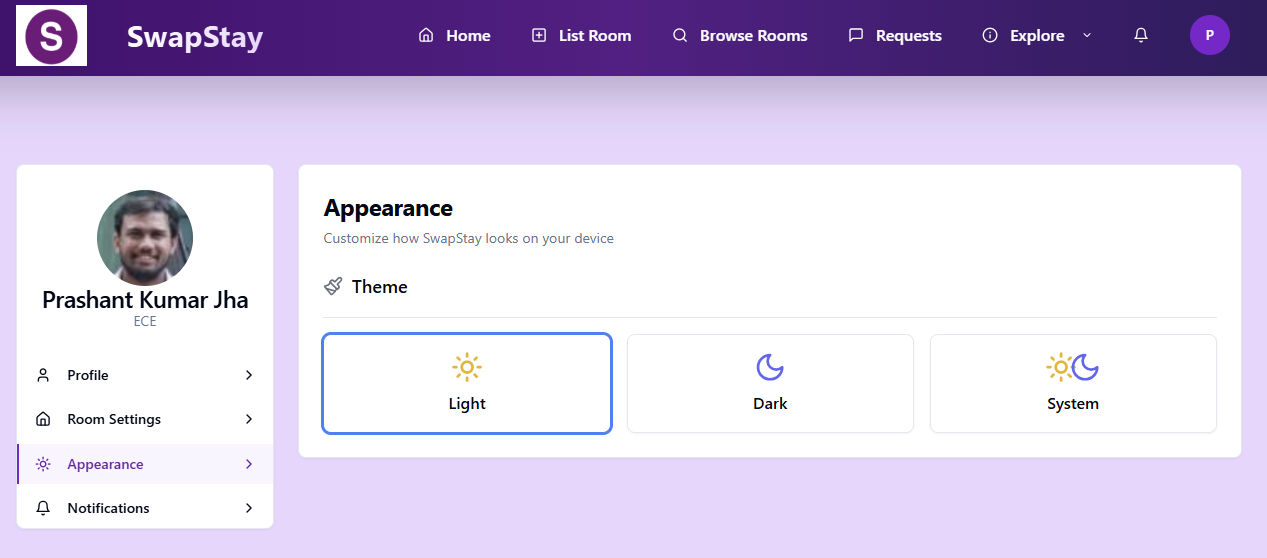 S SwapStay Home List Room Browse Rooms Requests Explore P
Prashant Kumar Jha
ECE
Profile
Room Settings
Appearance
Notifications
Appearance
Customize how SwapStay looks on your device
Theme
Light Dark System